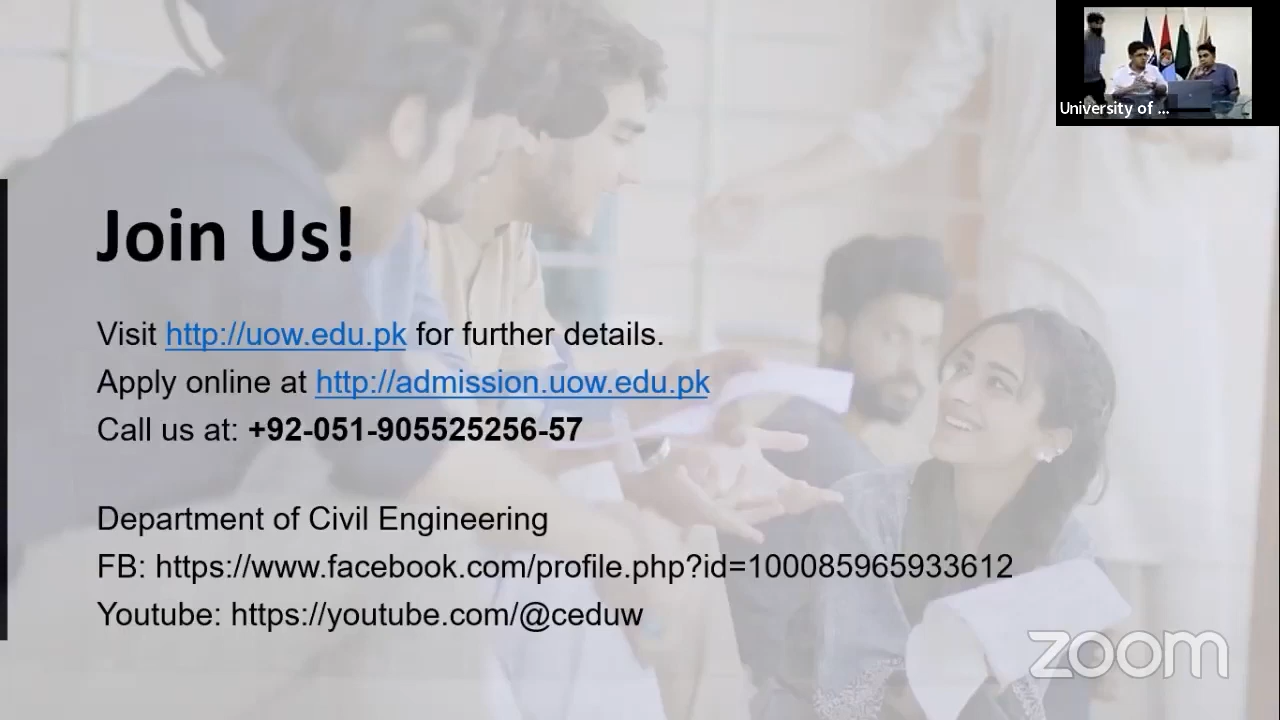 University of ...
Join Us!
Visit http://uow.edu.pk for further details.
Apply online at http://admission.uow.edu.pk
Call us at: +92-051-905525256-57
Department of Civil Engineering
FB: https://www.facebook.com/profile.php?id=100085965933612
Youtube: https://youtube.com/@ceduw
zoom